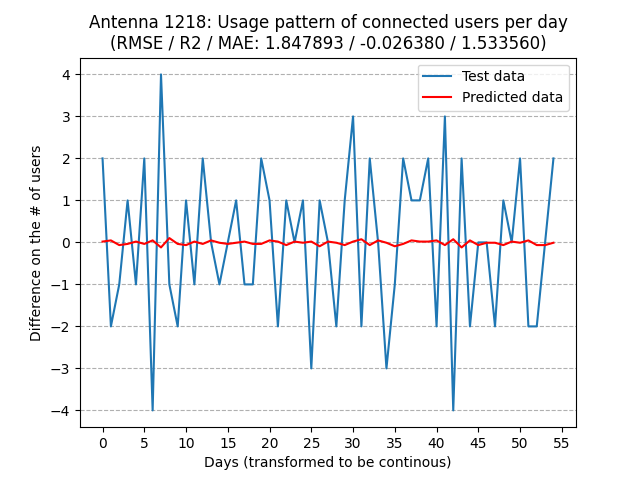 Antenna 1218: Usage pattern of connected users per day
(RMSE / R2 / MAE: 1.847893 / -0.026380 / 1.533560)
Test data
Predicted data
Difference on the # of users
4
3
2
1
0
−1
−2
−3
−4
0 5 10 15 20 25 30 35 40 45 50 55
Days (transformed to be continous)